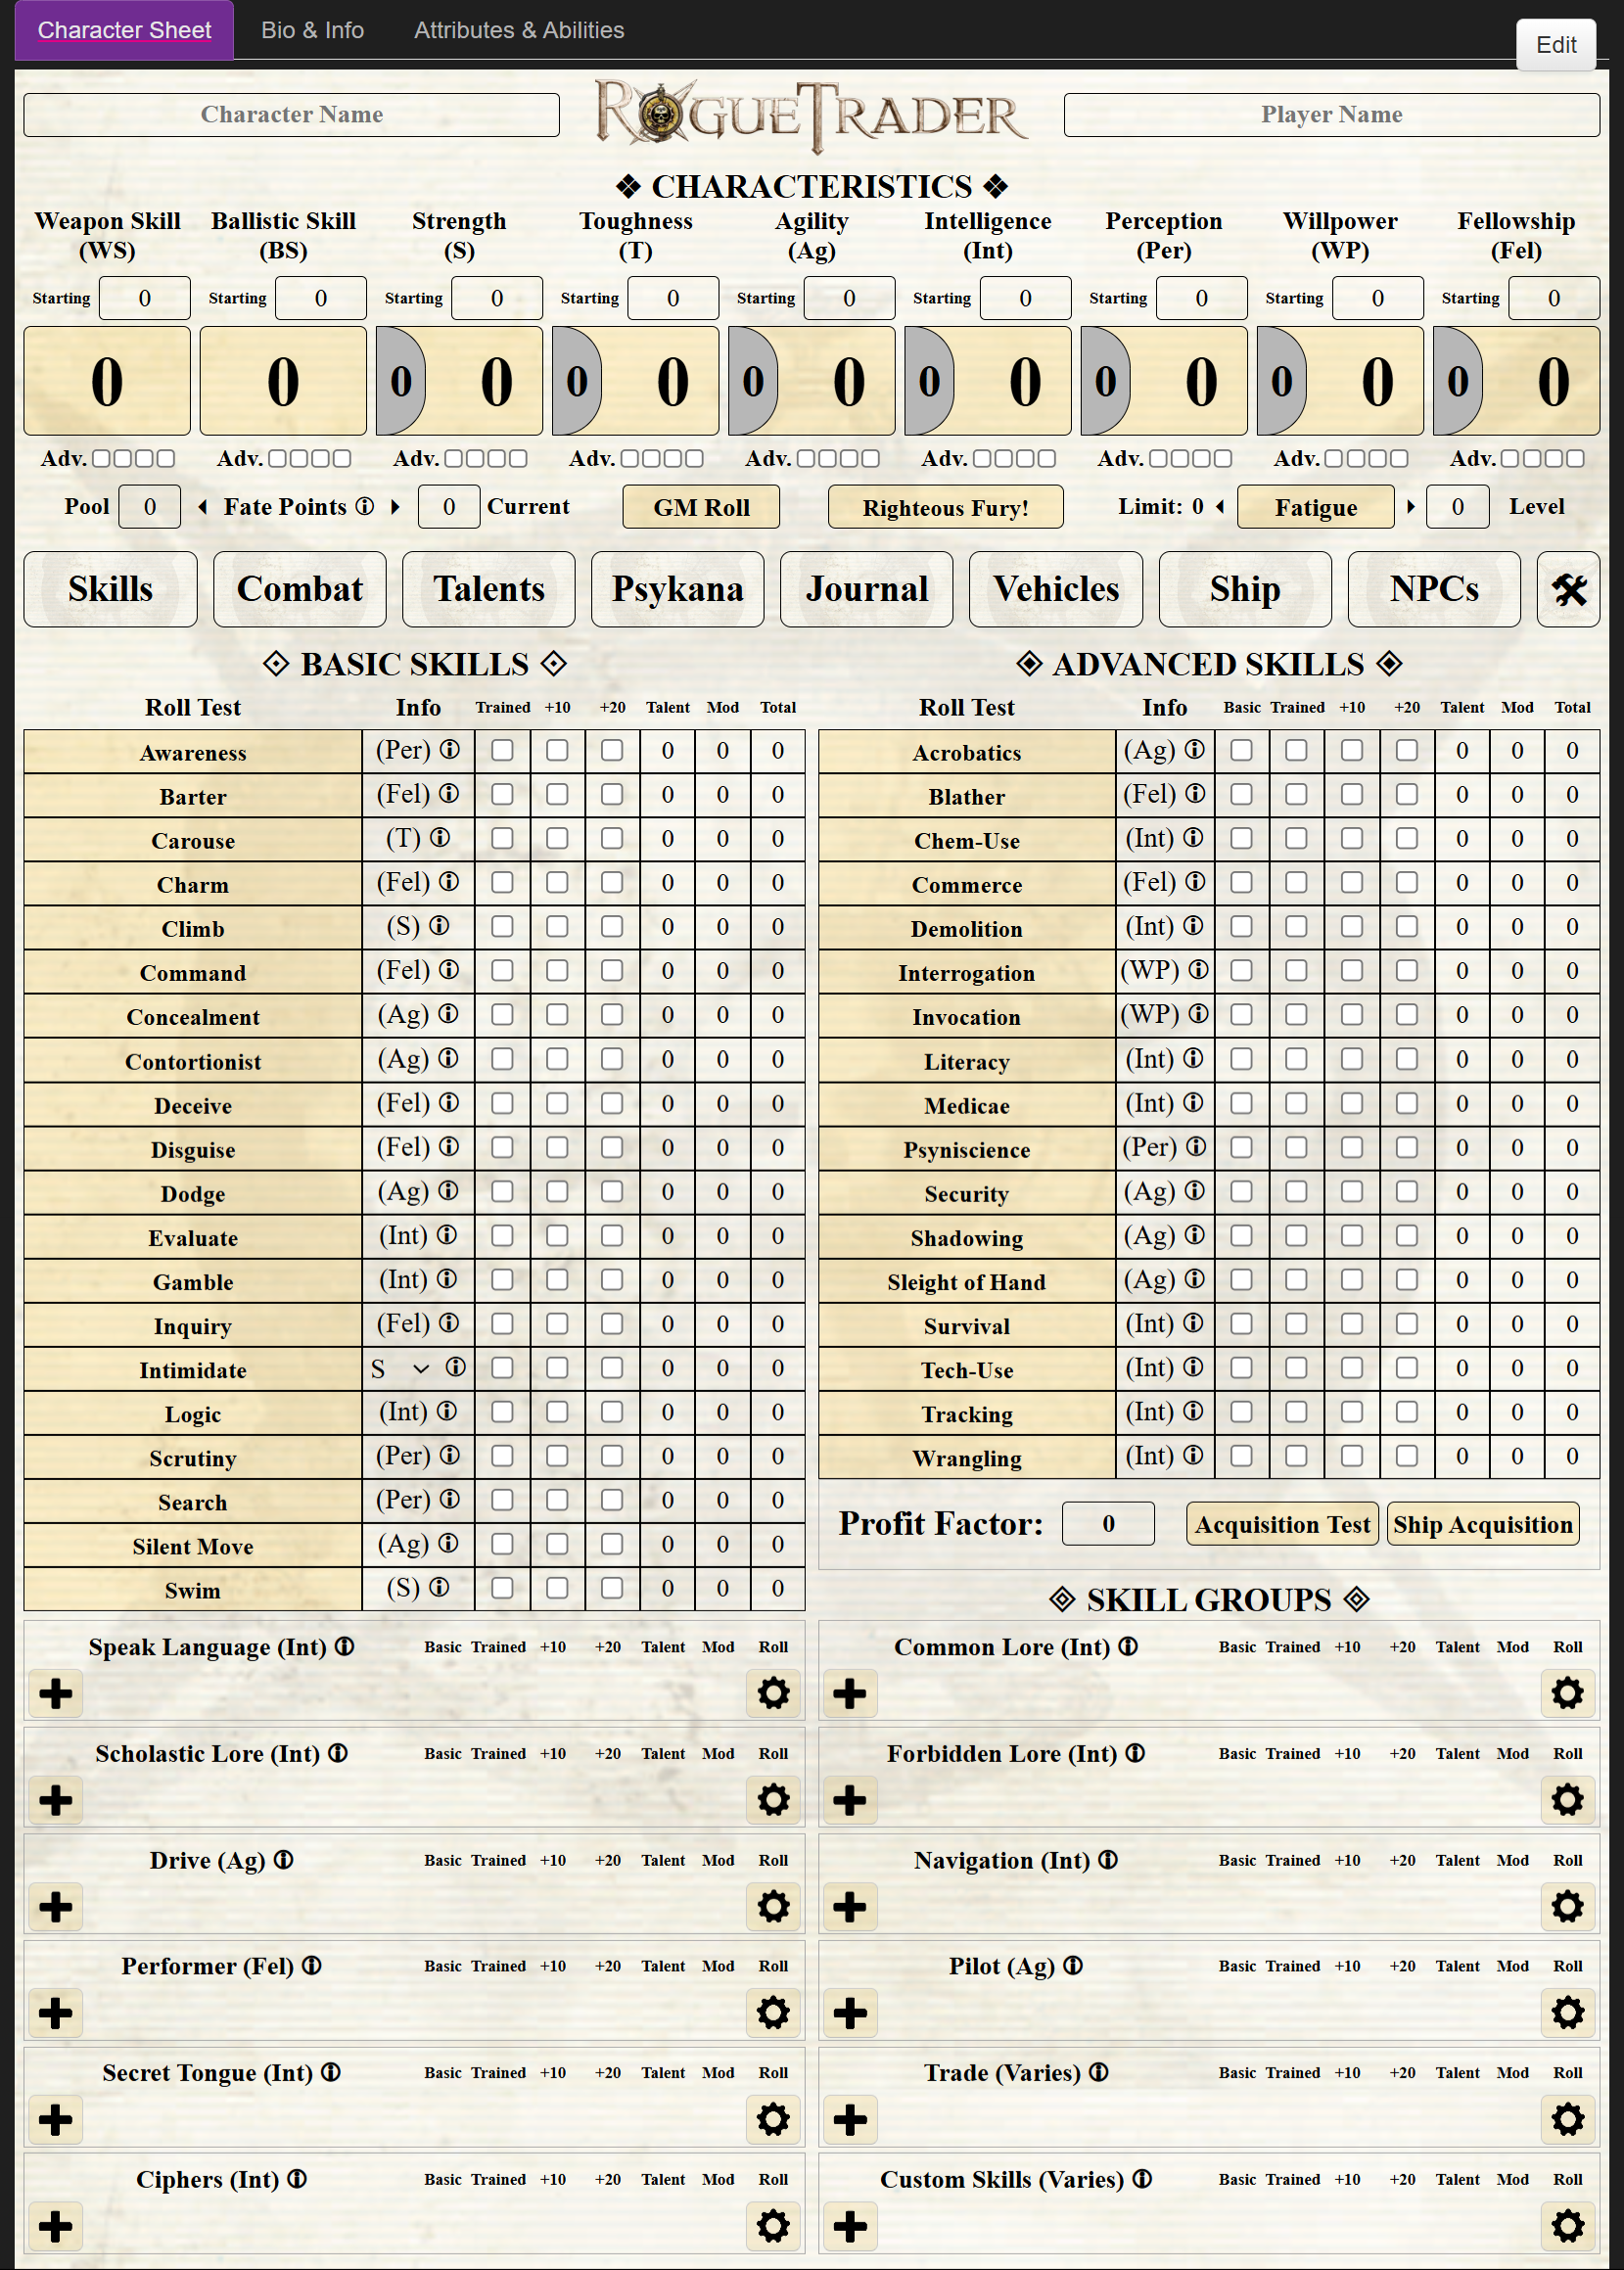 Character Sheet Bio & Info Attributes & Abilities Edit
Character Name ROGUE TRADER Player Name
❖ CHARACTERISTICS ❖
Weapon Skill Ballistic Skill Strength Toughness Agility Intelligence Perception Willpower Fellowship
(WS) (BS) (S) (T) (Ag) (Int) (Per) (WP) (Fel)
Starting 0 Starting 0 Starting 0 Starting 0 Starting 0 Starting 0 Starting 0 Starting 0 Starting 0
0 0 0 0 0 0 0 0 0 0 0 0 0 0 0 0
Adv. Adv. Adv. Adv. Adv. Adv. Adv. Adv. Adv.
Pool 0 Fate Points 0 Current GM Roll Righteous Fury! Limit: 0 Fatigue 0 Level
Skills Combat Talents Psykana Journal Vehicles Ship NPCs
BASIC SKILLS
Roll Test Info Trained +10 +20 Talent Mod Total
Awareness (Per) 0 0 0
Barter (Fel) 0 0 0
Carouse (T) 0 0 0
Charm (Fel) 0 0 0
Climb (S) 0 0 0
Command (Fel) 0 0 0
Concealment (Ag) 0 0 0
Contortionist (Ag) 0 0 0
Deceive (Fel) 0 0 0
Disguise (Fel) 0 0 0
Dodge (Ag) 0 0 0
Evaluate (Int) 0 0 0
Gamble (Int) 0 0 0
Inquiry (Fel) 0 0 0
Intimidate S 0 0 0
Logic (Int) 0 0 0
Scrutiny (Per) 0 0 0
Search (Per) 0 0 0
Silent Move (Ag) 0 0 0
Swim (S) 0 0 0
ADVANCED SKILLS
Roll Test Info Basic Trained +10 +20 Talent Mod Total
Acrobatics (Ag) 0 0 0
Blather (Fel) 0 0 0
Chem-Use (Int) 0 0 0
Commerce (Fel) 0 0 0
Demolition (Int) 0 0 0
Interrogation (WP) 0 0 0
Invocation (WP) 0 0 0
Literacy (Int) 0 0 0
Medicae (Int) 0 0 0
Psyniscience (Per) 0 0 0
Security (Ag) 0 0 0
Shadowing (Ag) 0 0 0
Sleight of Hand (Ag) 0 0 0
Survival (Int) 0 0 0
Tech-Use (Int) 0 0 0
Tracking (Int) 0 0 0
Wrangling (Int) 0 0 0
Profit Factor: 0 Acquisition Test Ship Acquisition
SKILL GROUPS
Speak Language (Int) Basic Trained +10 +20 Talent Mod Roll
Common Lore (Int) Basic Trained +10 +20 Talent Mod Roll
Scholastic Lore (Int) Basic Trained +10 +20 Talent Mod Roll
Forbidden Lore (Int) Basic Trained +10 +20 Talent Mod Roll
Drive (Ag) Basic Trained +10 +20 Talent Mod Roll
Navigation (Int) Basic Trained +10 +20 Talent Mod Roll
Performer (Fel) Basic Trained +10 +20 Talent Mod Roll
Pilot (Ag) Basic Trained +10 +20 Talent Mod Roll
Secret Tongue (Int) Basic Trained +10 +20 Talent Mod Roll
Trade (Varies) Basic Trained +10 +20 Talent Mod Roll
Ciphers (Int) Basic Trained +10 +20 Talent Mod Roll
Custom Skills (Varies) Basic Trained +10 +20 Talent Mod Roll